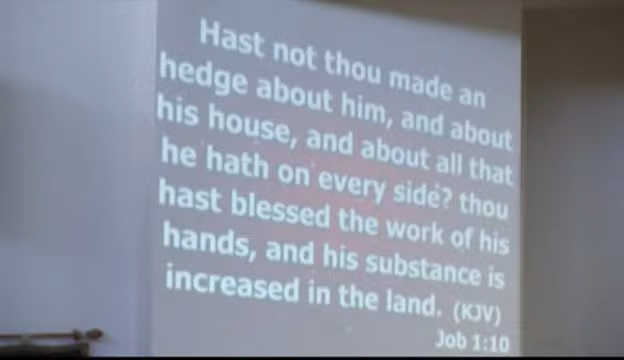 Hast not thou made an
hedge about him, and about
his house, and about all that
he hath on every side? thou
hast blessed the work of his
hands, and his substance is
increased in the land. (KJV)
Job 1:10